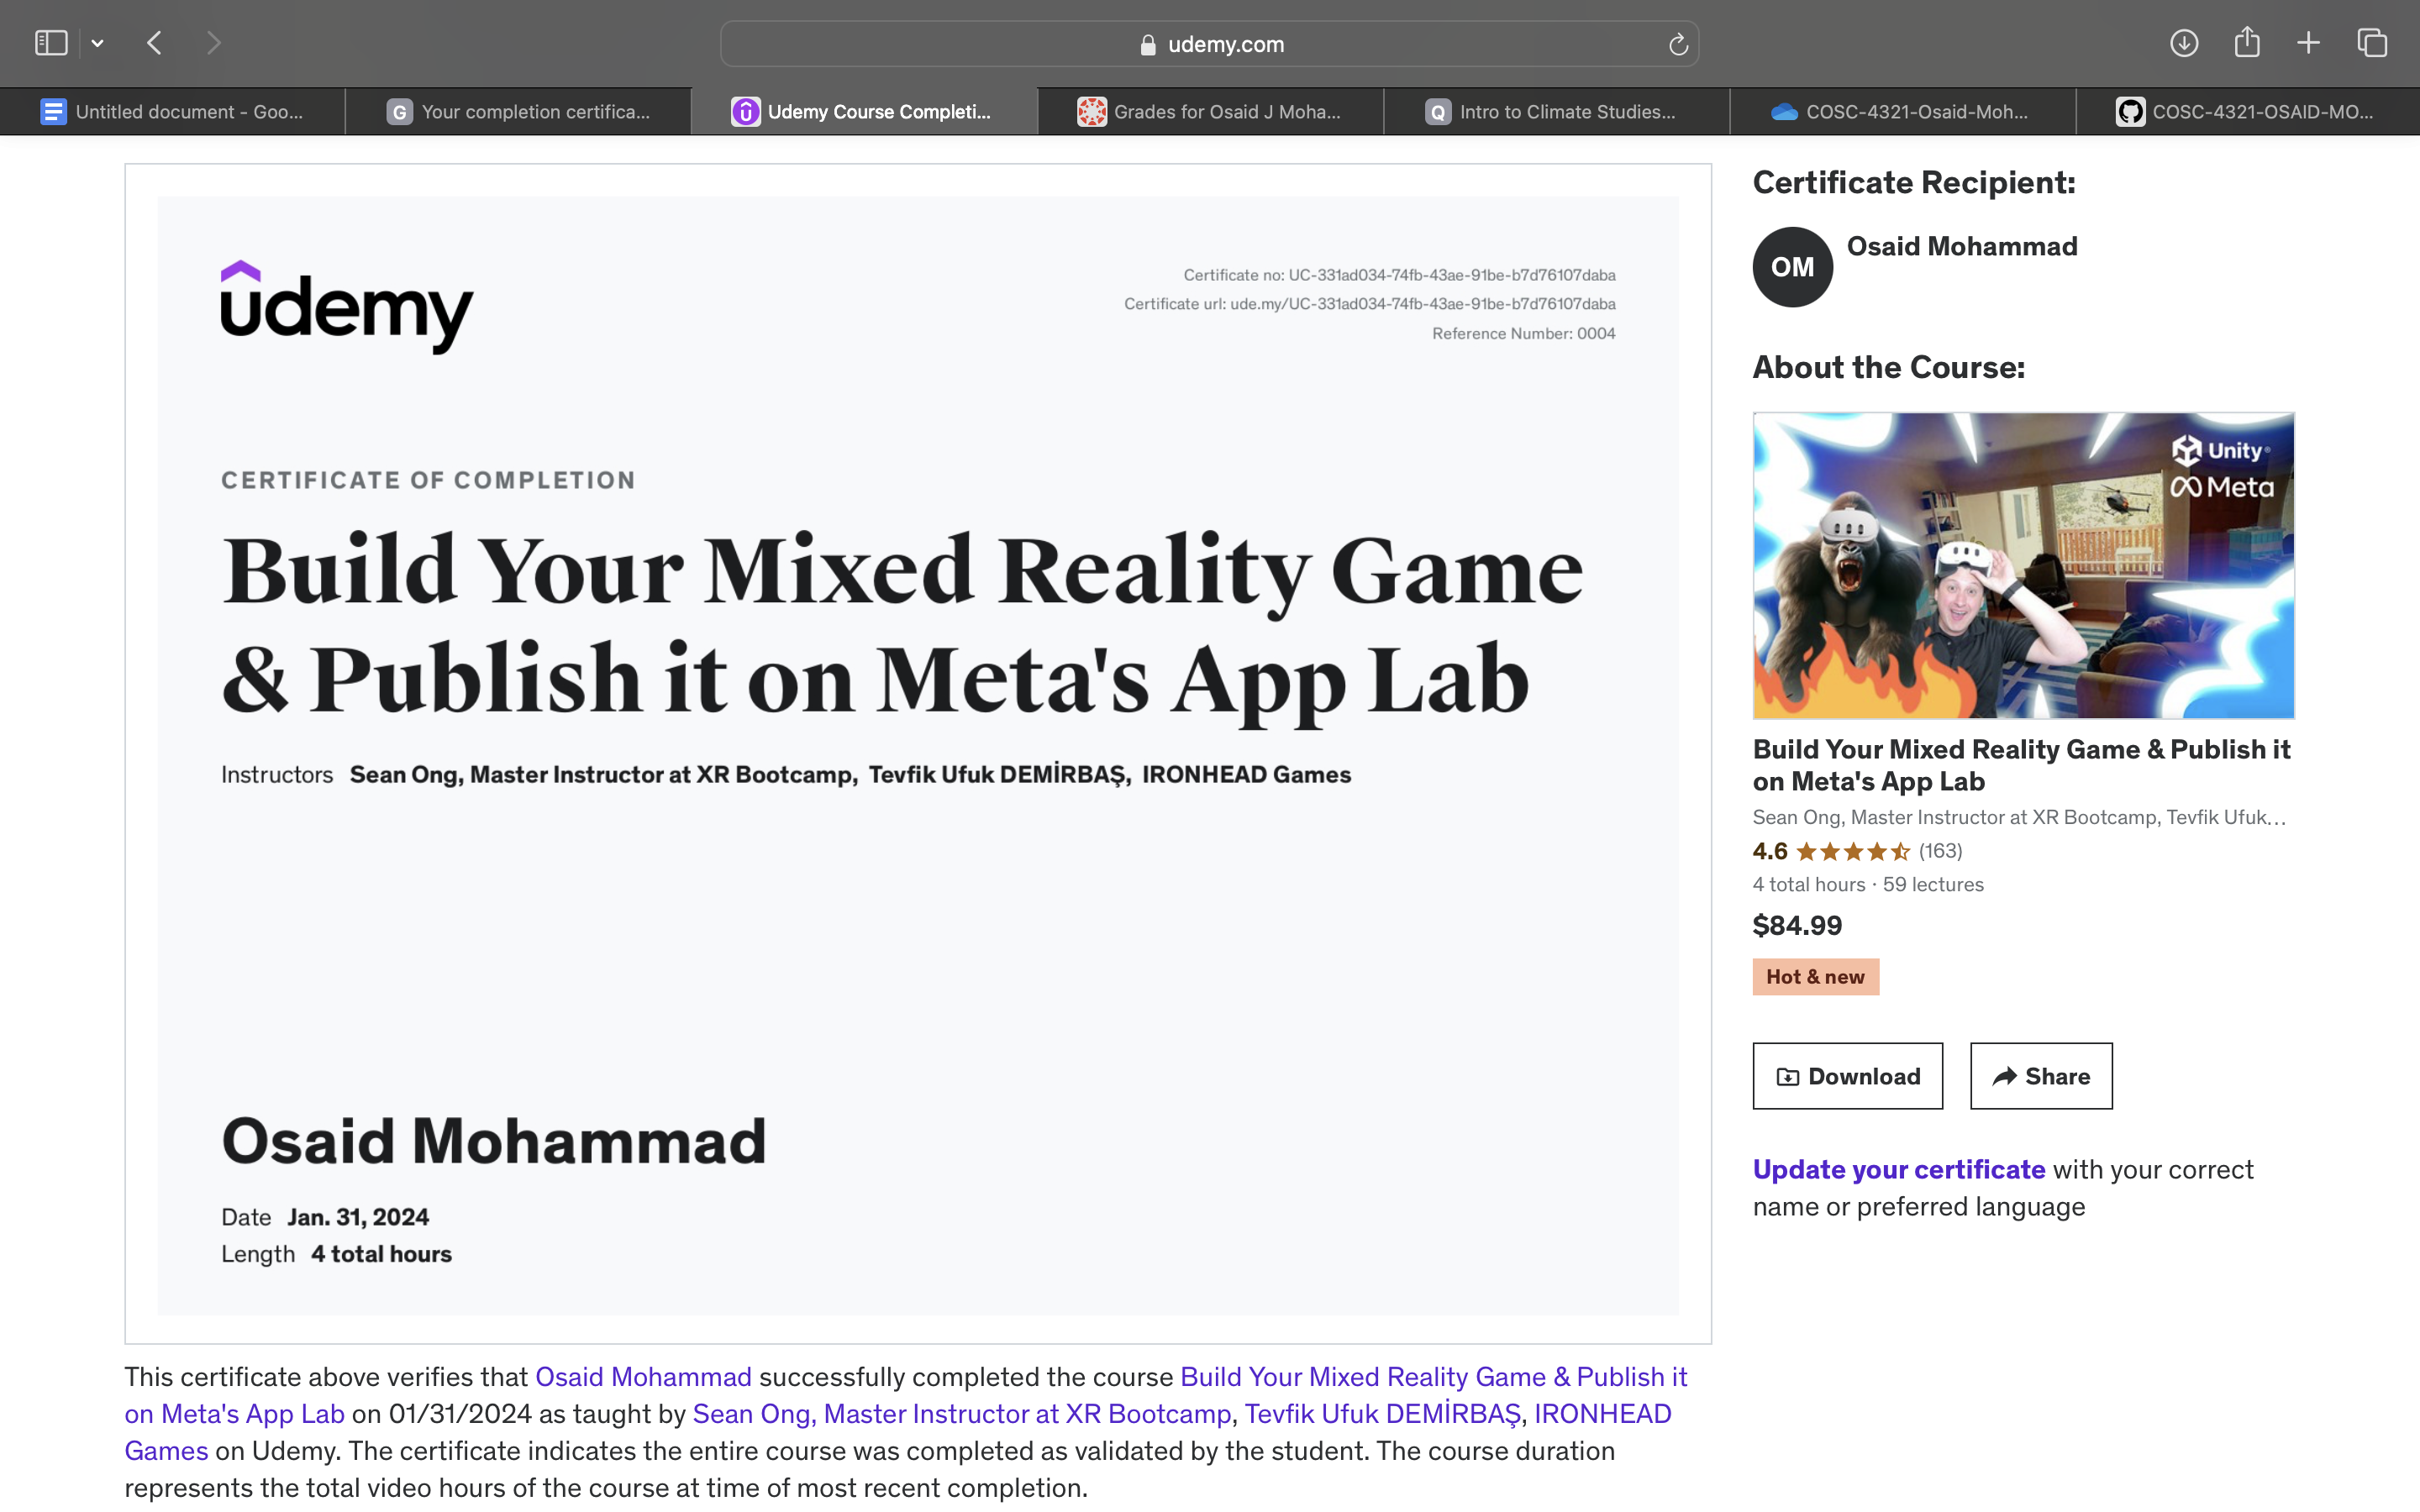 udemy.com
Untitled document - Goo...
G
Your completion certifica...
Udemy Course Completi...
Grades for Osaid J Moha...
Q
Intro to Climate Studies...
COSC-4321-Osaid-Moh...
COSC-4321-OSAID-MO...
udemy
Certificate no: UC-331ad034-74fb-43ae-91be-b7d76107daba
Certificate url: ude.my/UC-331ad034-74fb-43ae-91be-b7d76107daba
Reference Number: 0004
CERTIFICATE OF COMPLETION
Build Your Mixed Reality Game
& Publish it on Meta's App Lab
Instructors Sean Ong, Master Instructor at XR Bootcamp, Tevfik Ufuk DEMİRBAŞ, IRONHEAD Games
Osaid Mohammad
Date Jan. 31, 2024
Length 4 total hours
This certificate above verifies that Osaid Mohammad successfully completed the course Build Your Mixed Reality Game & Publish it
on Meta's App Lab on 01/31/2024 as taught by Sean Ong, Master Instructor at XR Bootcamp, Tevfik Ufuk DEMİRBAŞ, IRONHEAD
Games on Udemy. The certificate indicates the entire course was completed as validated by the student. The course duration
represents the total video hours of the course at time of most recent completion.
Certificate Recipient:
OM
Osaid Mohammad
About the Course:
Unity
Meta
Build Your Mixed Reality Game & Publish it
on Meta's App Lab
Sean Ong, Master Instructor at XR Bootcamp, Tevfik Ufuk...
4.6 (163)
4 total hours · 59 lectures
$84.99
Hot & new
Download
Share
Update your certificate with your correct
name or preferred language